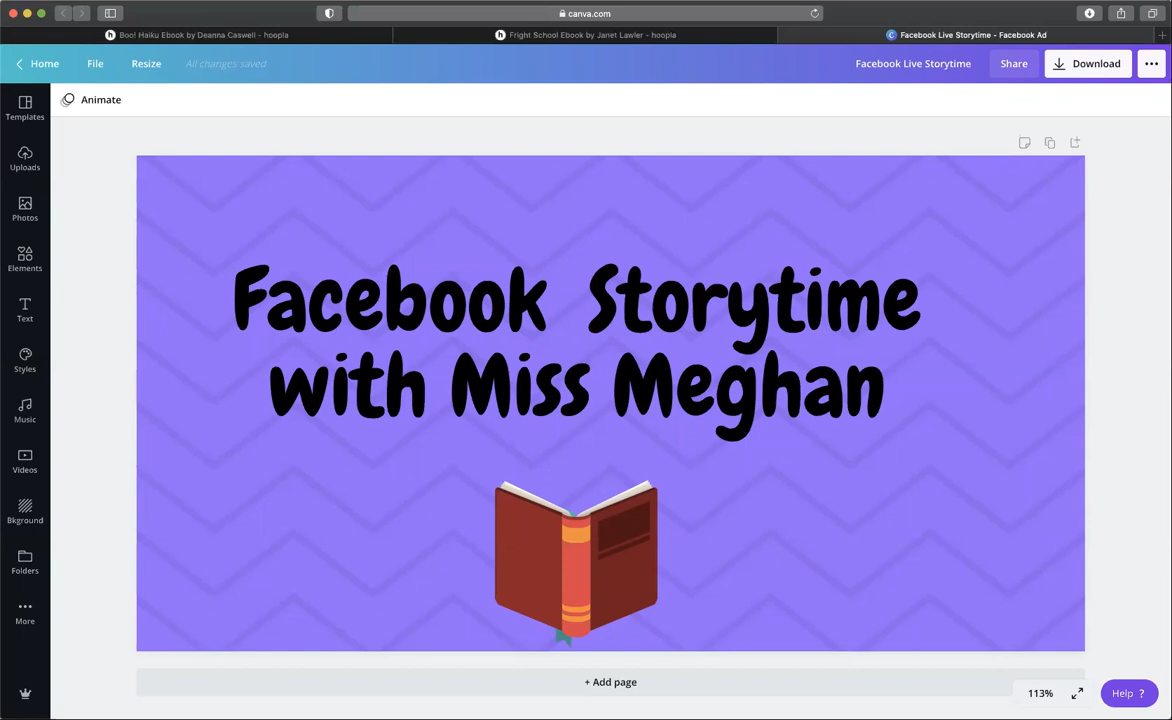 canva.com
Boo! Haiku Ebook by Deanna Caswell - hoopla
Fright School Ebook by Janet Lawler - hoopla
Facebook Live Storytime - Facebook Ad
Home
File
Resize
All changes saved
Facebook Live Storytime
Share
Download
Animate
Templates
Uploads
Photos
Elements
Text
Styles
Music
Videos
Bkground
Folders
More
Facebook Storytime
with Miss Meghan
+ Add page
113%
Help ?